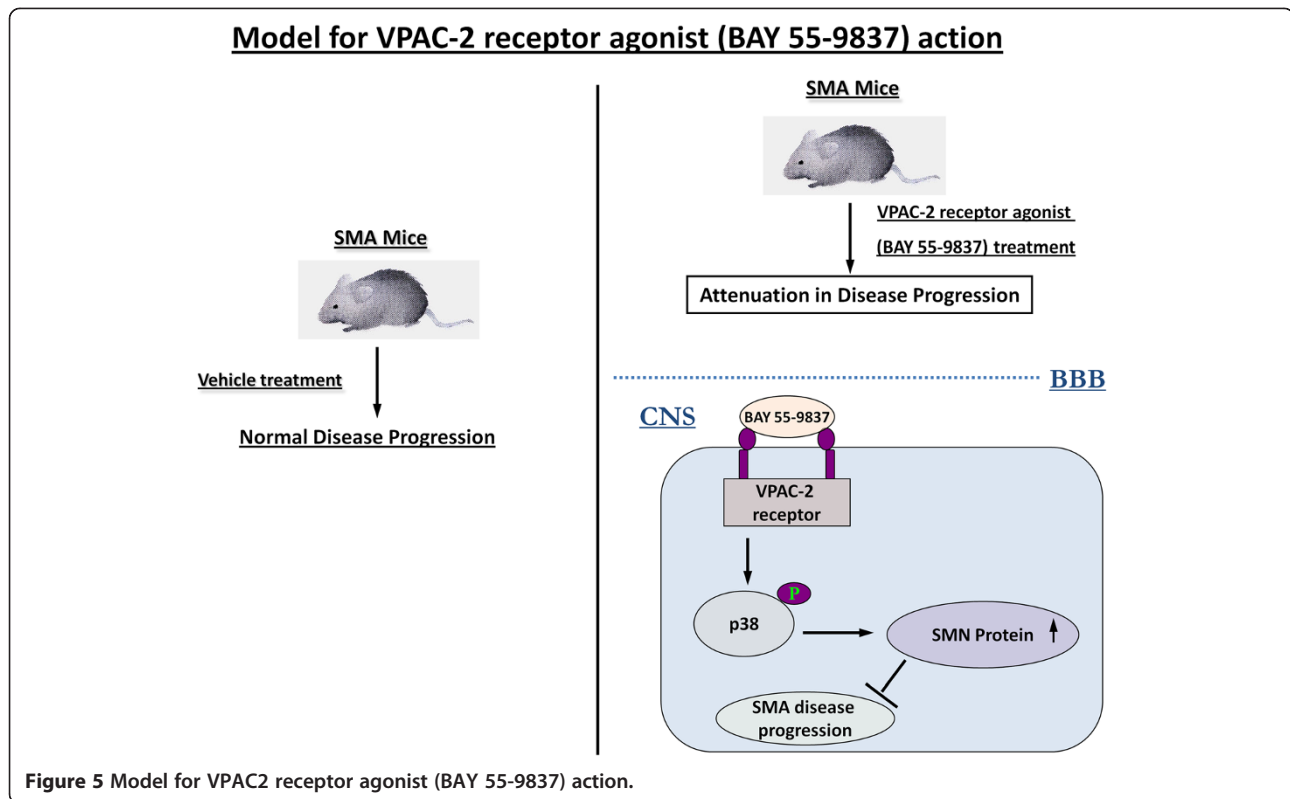 Model for VPAC-2 receptor agonist (BAY 55-9837) action
SMA Mice
Vehicle treatment
Normal Disease Progression
SMA Mice
VPAC-2 receptor agonist
(BAY 55-9837) treatment
Attenuation in Disease Progression
BBB
CNS
BAY 55-9837
VPAC-2
receptor
P
p38
SMN Protein
SMA disease
progression
Figure 5 Model for VPAC2 receptor agonist (BAY 55-9837) action.